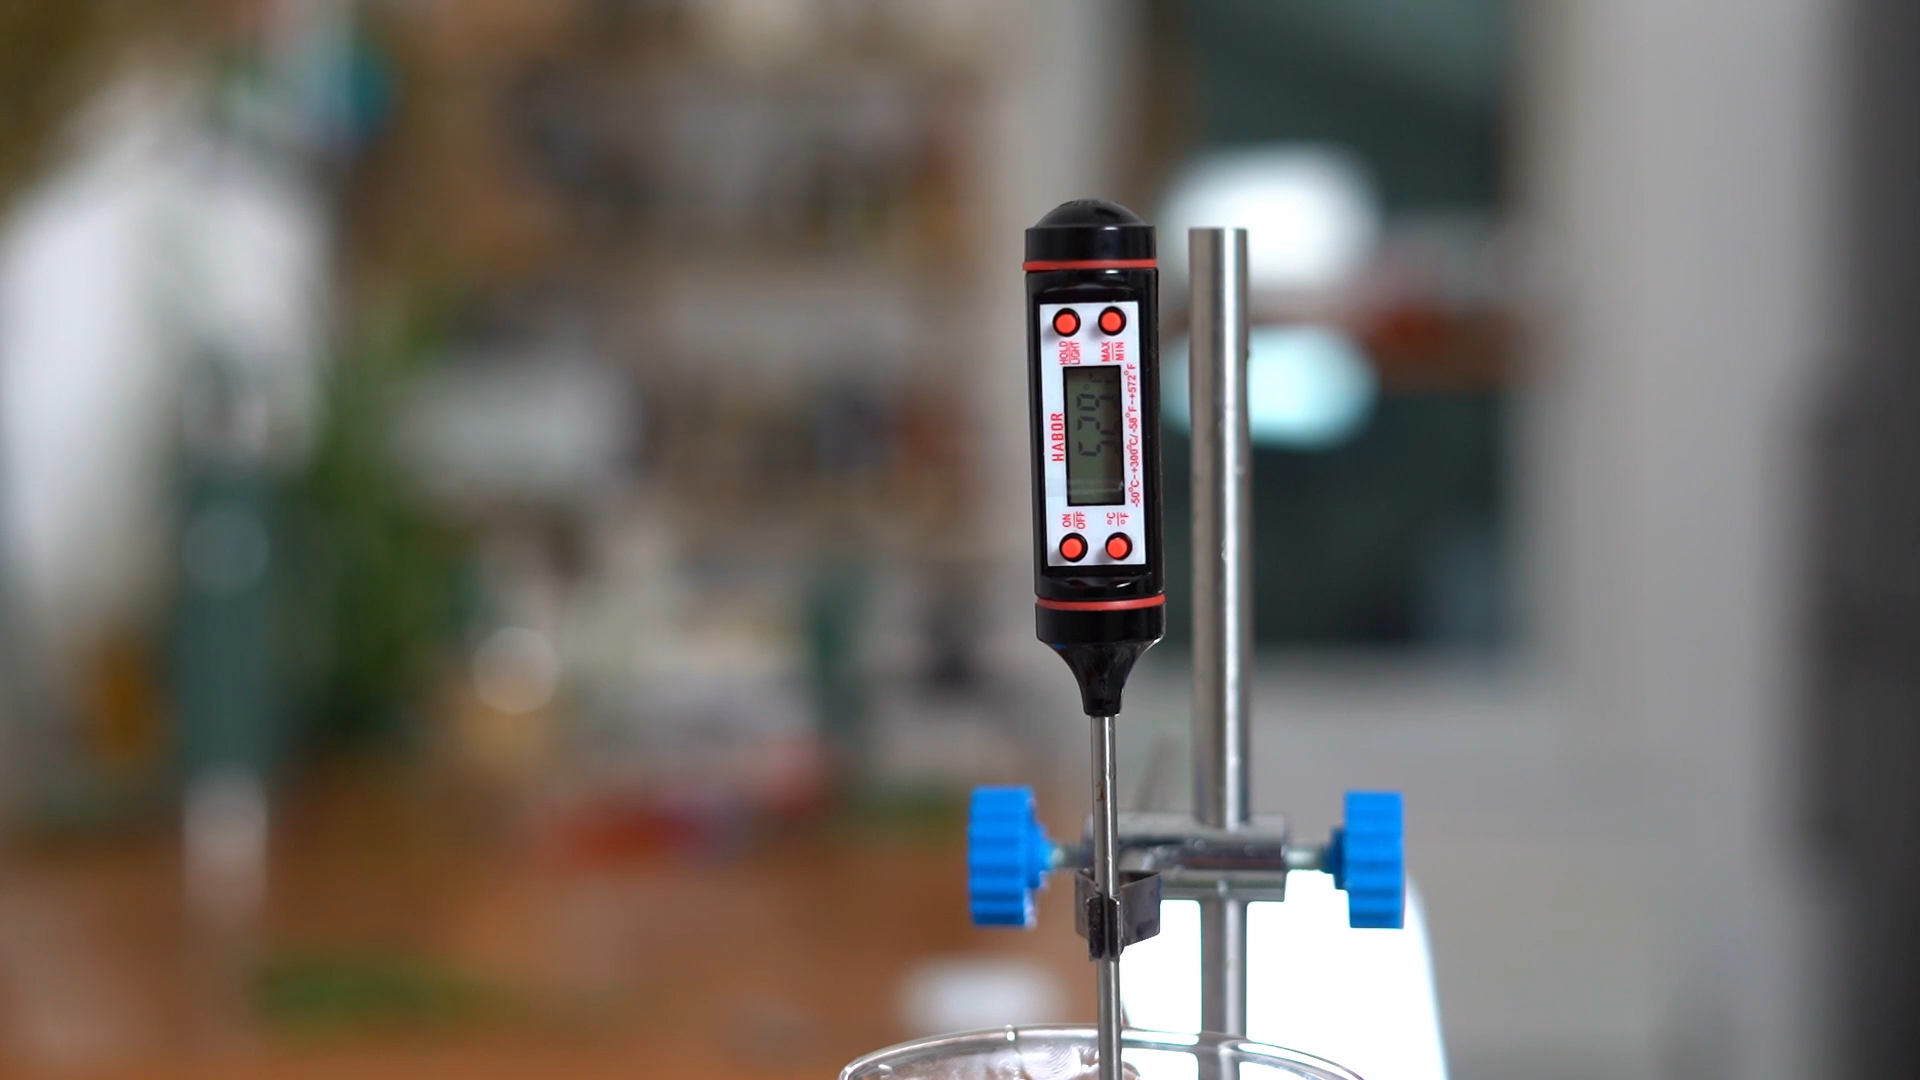 HOLD
LIGHT
MAX
MIN
HABOR
-50°C~+300°C/-58°F~+572°F
ON
OFF
°C
°F